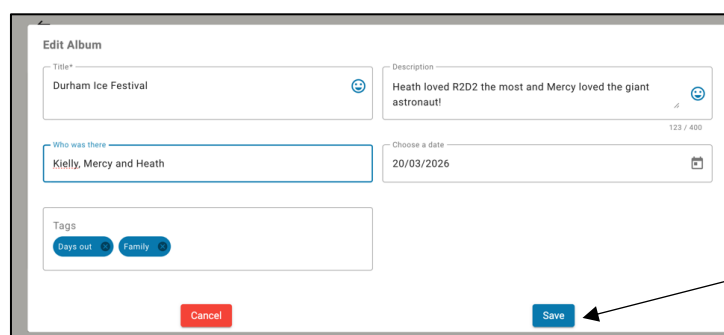 Edit Album
Title*
Durham Ice Festival
Description
Heath loved R2D2 the most and Mercy loved the giant
astronaut!
123 / 400
Who was there
Kielly, Mercy and Heath
Choose a date
20/03/2026
Tags
Days out
Family
Cancel
Save